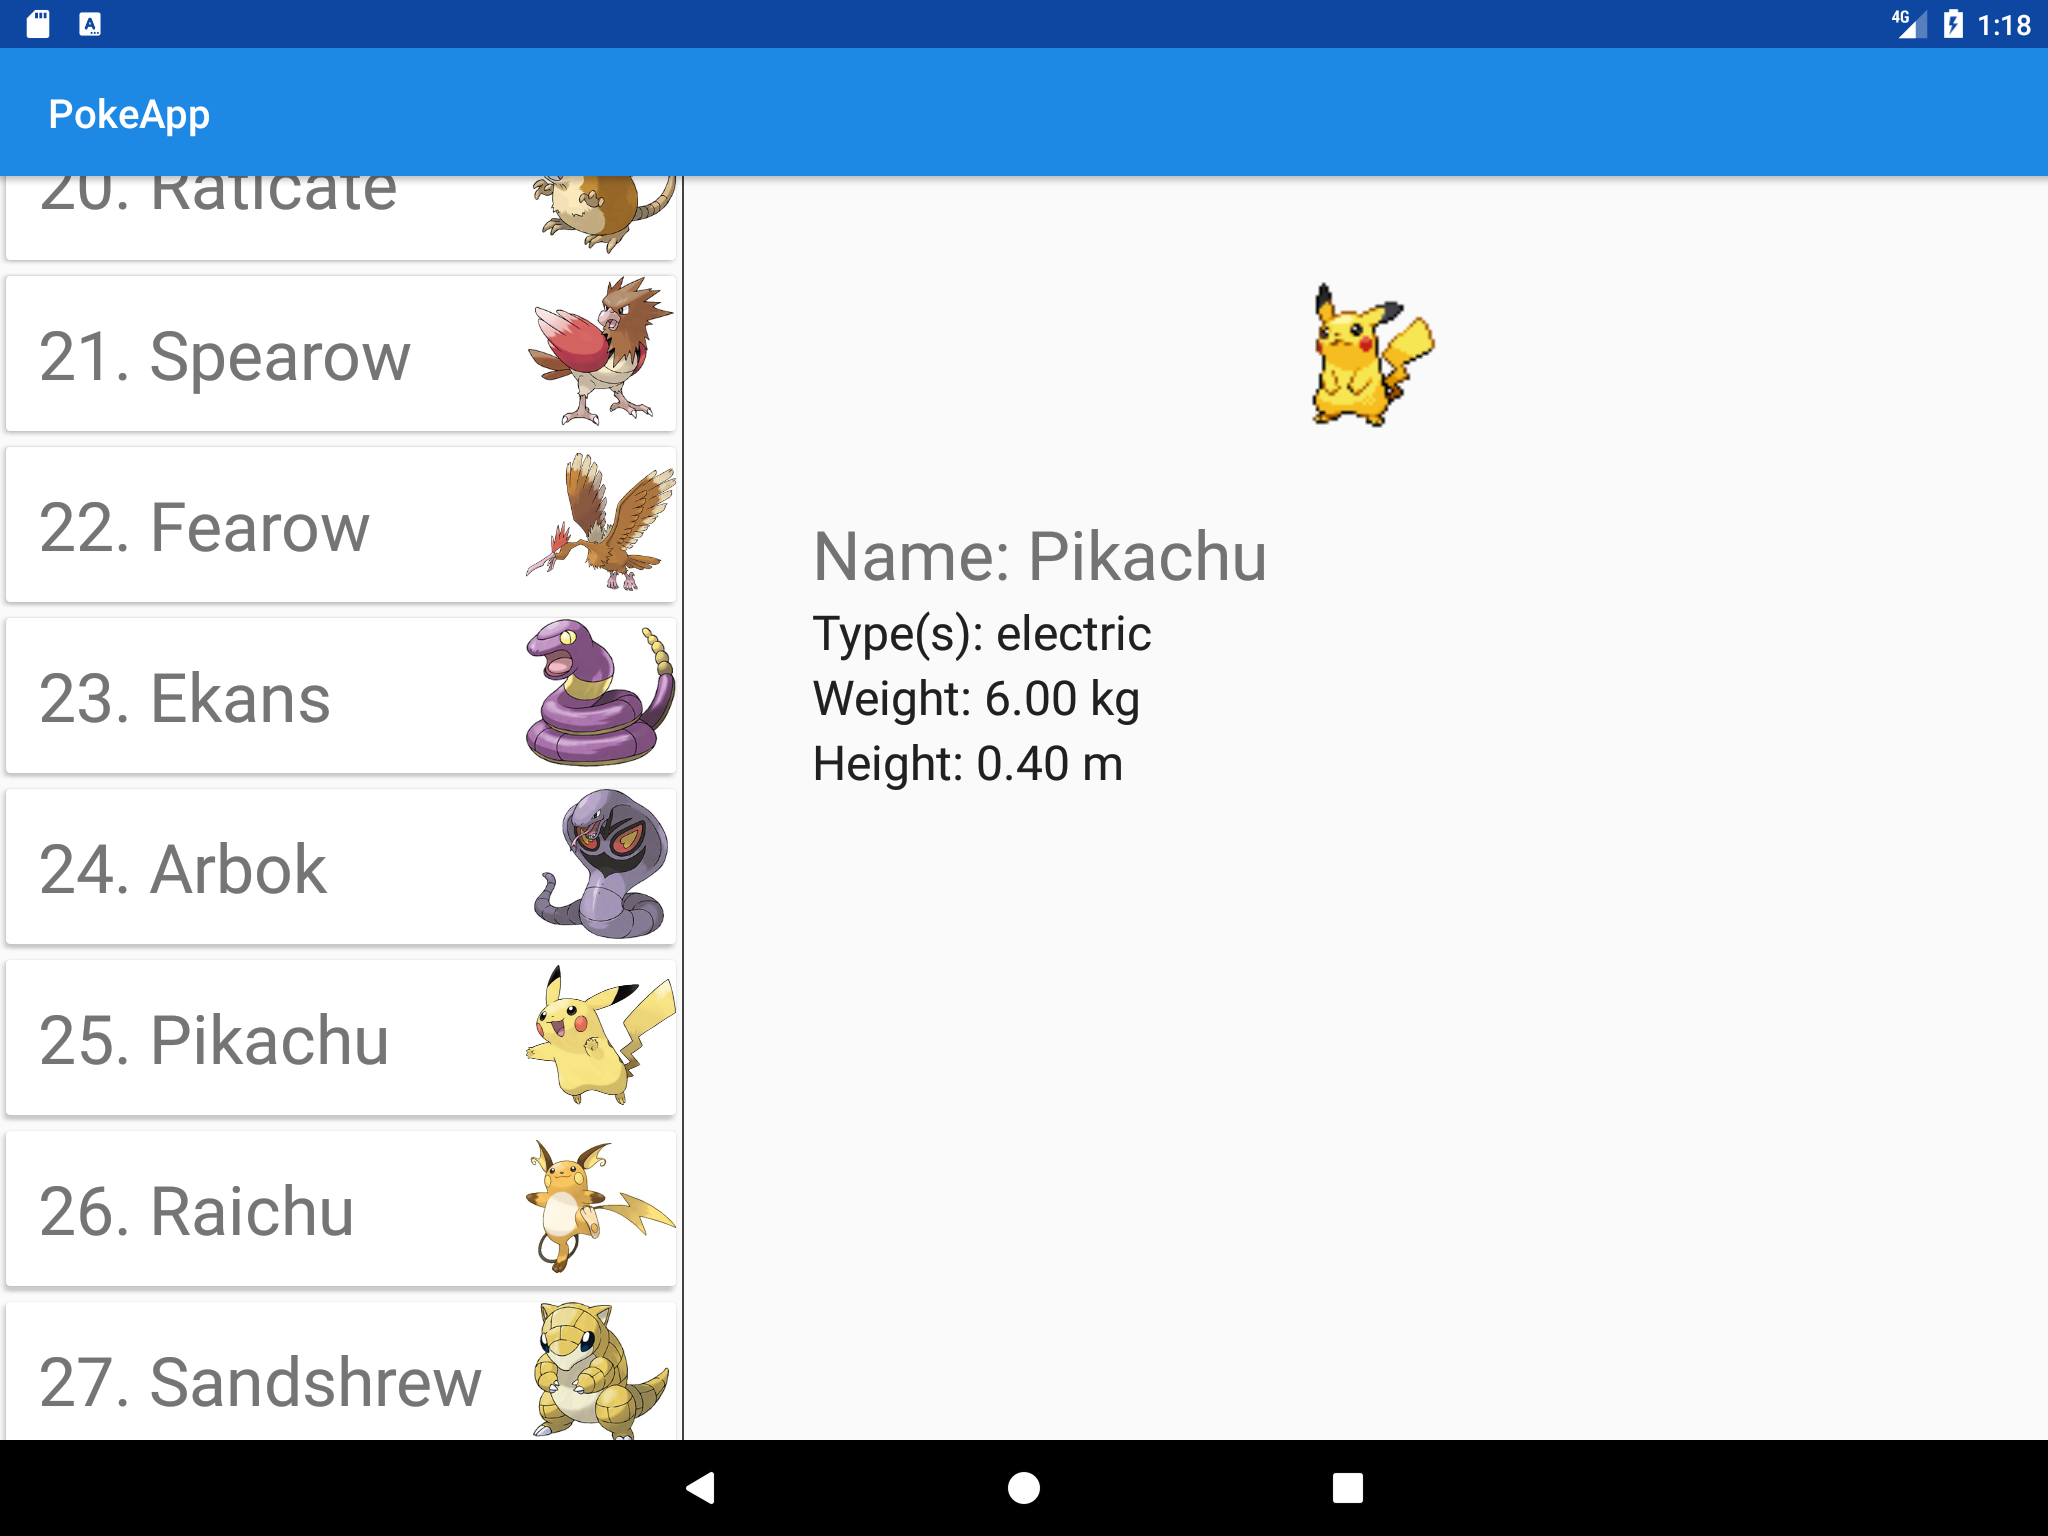 4G 1:18
PokeApp
20. Raticate
21. Spearow
22. Fearow
23. Ekans
24. Arbok
25. Pikachu
26. Raichu
27. Sandshrew
Name: Pikachu
Type(s): electric
Weight: 6.00 kg
Height: 0.40 m